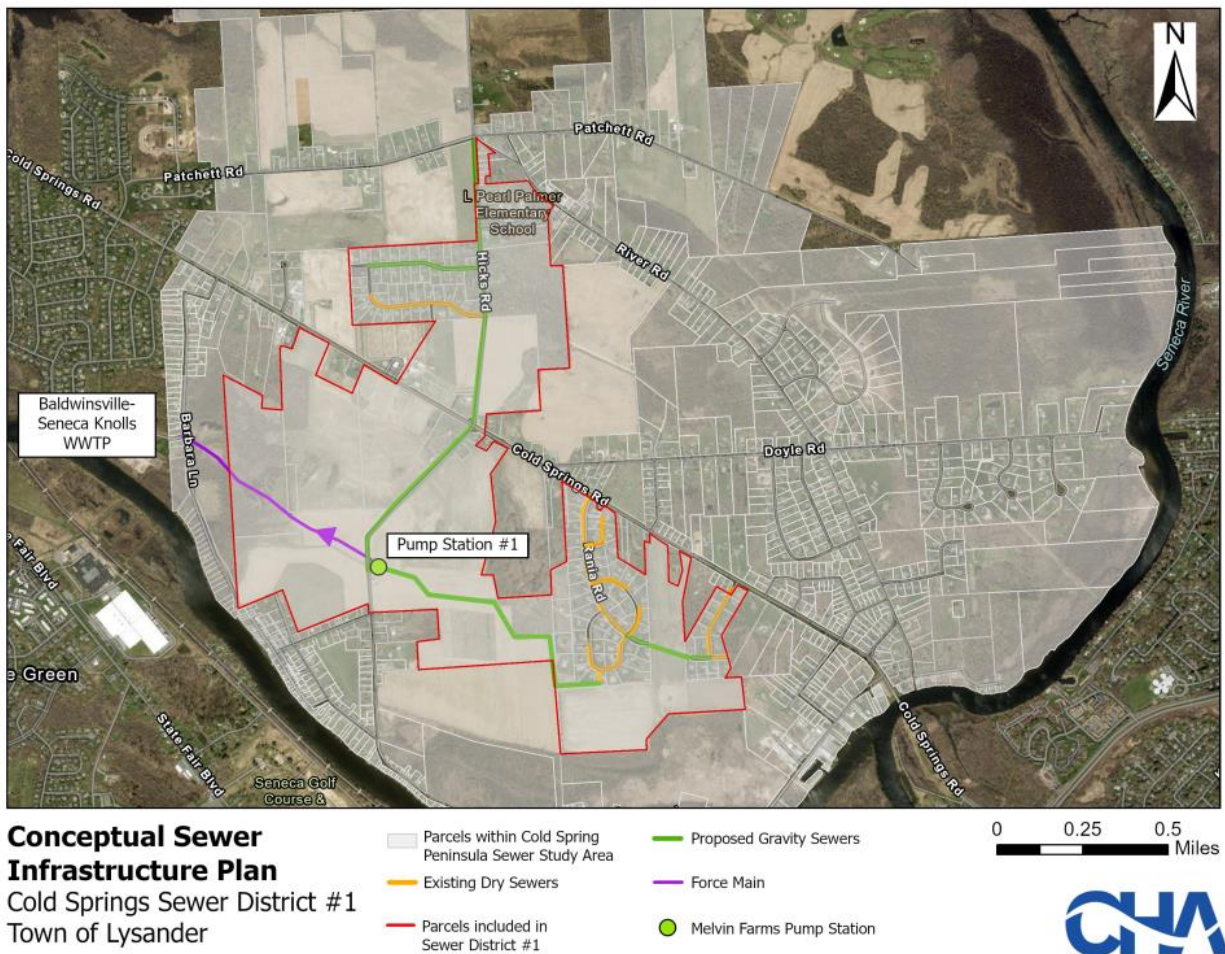 N
Patchett Rd
Patchett Rd
Cold Springs Rd
L Pearl Palmer
Elementary
School
River Rd
Hicks Rd
Seneca River
Baldwinsville-
Seneca Knolls
WWTP
Barbara Ln
Cold Springs Rd
Doyle Rd
Pump Station #1
Rania Rd
e Fair Blvd
e Green
State Fair Blvd
Cold Springs Rd
Seneca Golf
Course &
Conceptual Sewer
Infrastructure Plan
Cold Springs Sewer District #1
Town of Lysander
Parcels within Cold Spring
Peninsula Sewer Study Area
Existing Dry Sewers
Parcels included in
Sewer District #1
Proposed Gravity Sewers
Force Main
Melvin Farms Pump Station
0 0.25 0.5
Miles
CHA